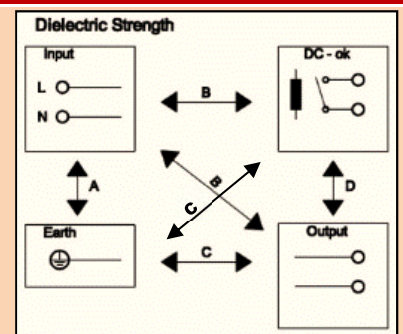 Dielectric Strength
Input
DC - ok
L
N
B
A
B
C
D
Earth
Output
C